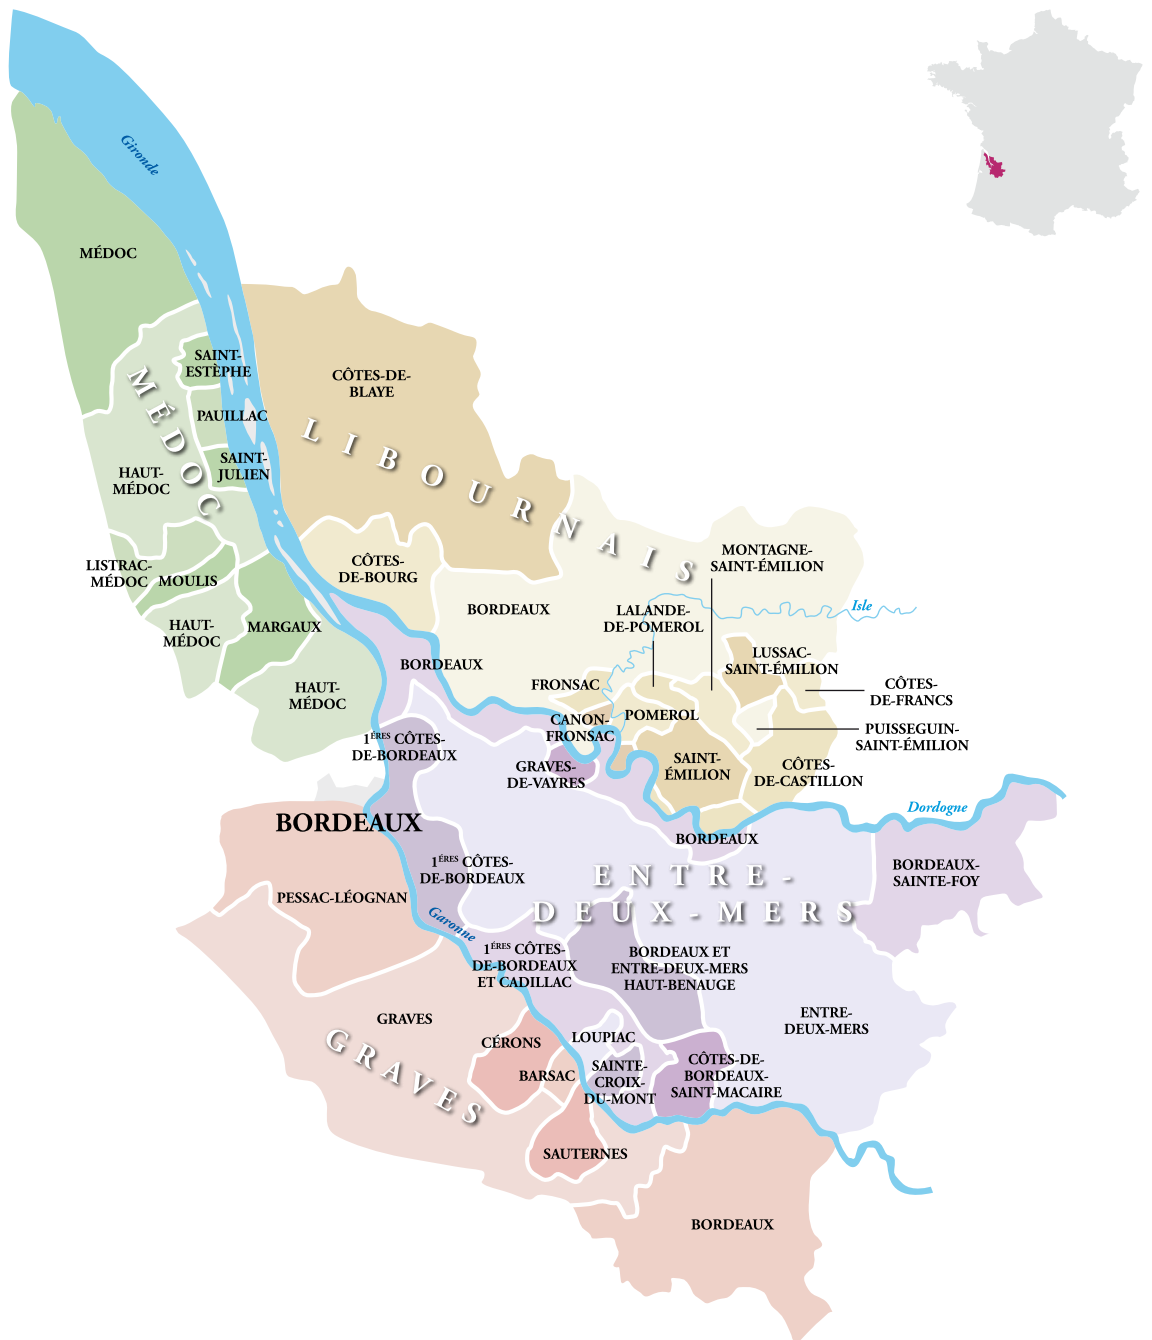 Gironde
MÉDOC
SAINT-
ESTÈPHE
CÔTES-DE-
BLAYE
MÉDOC
PAUILLAC
LIBOURNAIS
SAINT-
JULIEN
HAUT-
MÉDOC
MONTAGNE-
SAINT-ÉMILION
CÔTES-
DE-BOURG
LISTRAC-
MÉDOC
MOULIS
BORDEAUX
Isle
LALANDE-
DE-POMEROL
HAUT-
MÉDOC
MARGAUX
LUSSAC-
SAINT-ÉMILION
BORDEAUX
FRONSAC
CÔTES-
DE-FRANCS
HAUT-
MÉDOC
POMEROL
CANON-
FRONSAC
PUISSEGUIN-
SAINT-ÉMILION
1ÉRES CÔTES-
DE-BORDEAUX
GRAVES-
DE-VAYRES
SAINT-
ÉMILION
CÔTES-
DE-CASTILLON
Dordogne
BORDEAUX
BORDEAUX
1ÉRES CÔTES-
DE-BORDEAUX
ENTRE-
DEUX-MERS
BORDEAUX-
SAINTE-FOY
PESSAC-LÉOGNAN
Garonne
1ÉRES CÔTES-
DE-BORDEAUX
ET CADILLAC
BORDEAUX ET
ENTRE-DEUX-MERS
HAUT-BENAUGE
GRAVES
ENTRE-
DEUX-MERS
GRAVES
CÉRONS
LOUPIAC
BARSAC
SAINTE-
CROIX-
DU-MONT
CÔTES-DE-
BORDEAUX-
SAINT-MACAIRE
SAUTERNES
BORDEAUX